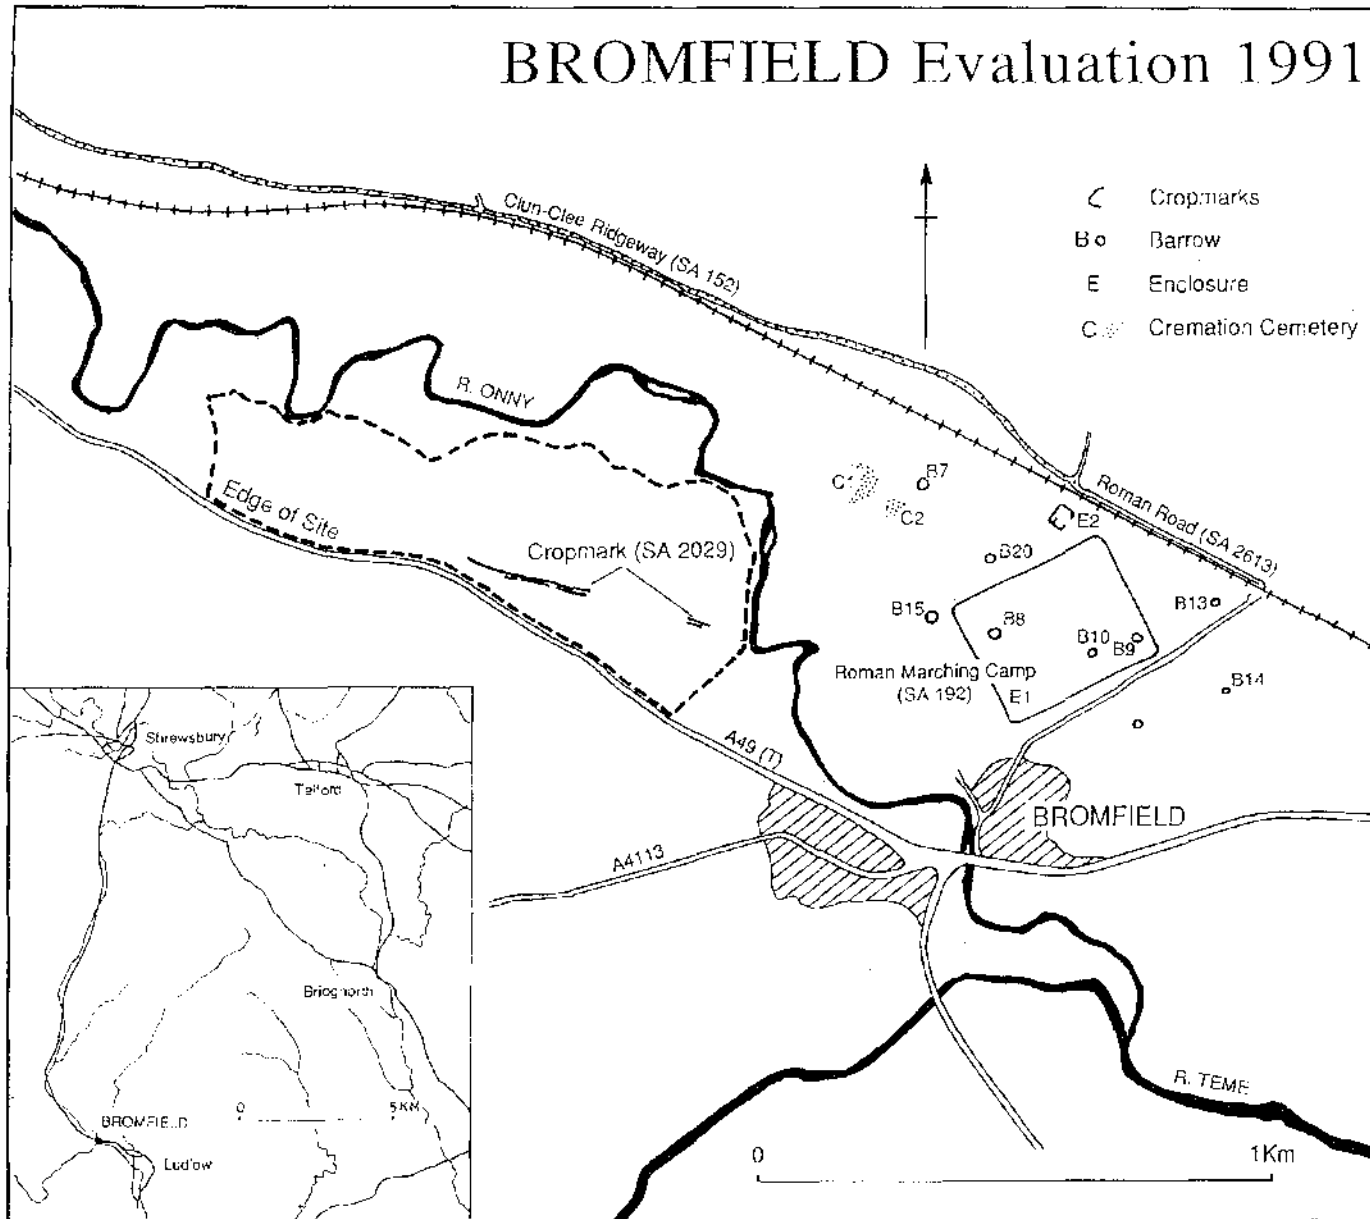 BROMFIELD Evaluation 1991
Cropmarks
B Barrow
E Enclosure
C Cremation Cemetery
Clun-Clee Ridgeway (SA 152)
R. ONNY
Roman Road (SA 2613)
C1
B7
C2
E2
Edge of Site
Cropmark (SA 2029)
B20
B15
B8
B13
B10
B9
Roman Marching Camp
(SA 192)
E1
B14
A49 (T)
BROMFIELD
A4113
R. TEME
0 1Km
Shrewsbury
Telford
Bridgnorth
0 5 KM
BROMFIELD
Ludlow